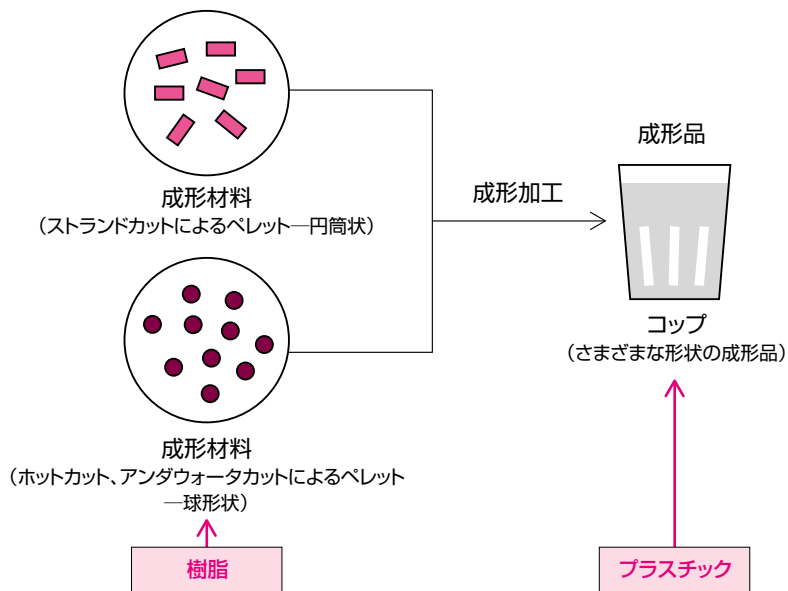 成形材料
（ストランドカットによるペレット―円筒状）
成形材料
（ホットカット、アンダウォータカットによるペレット
―球形状）
樹脂
成形加工
成形品
コップ
（さまざまな形状の成形品）
プラスチック